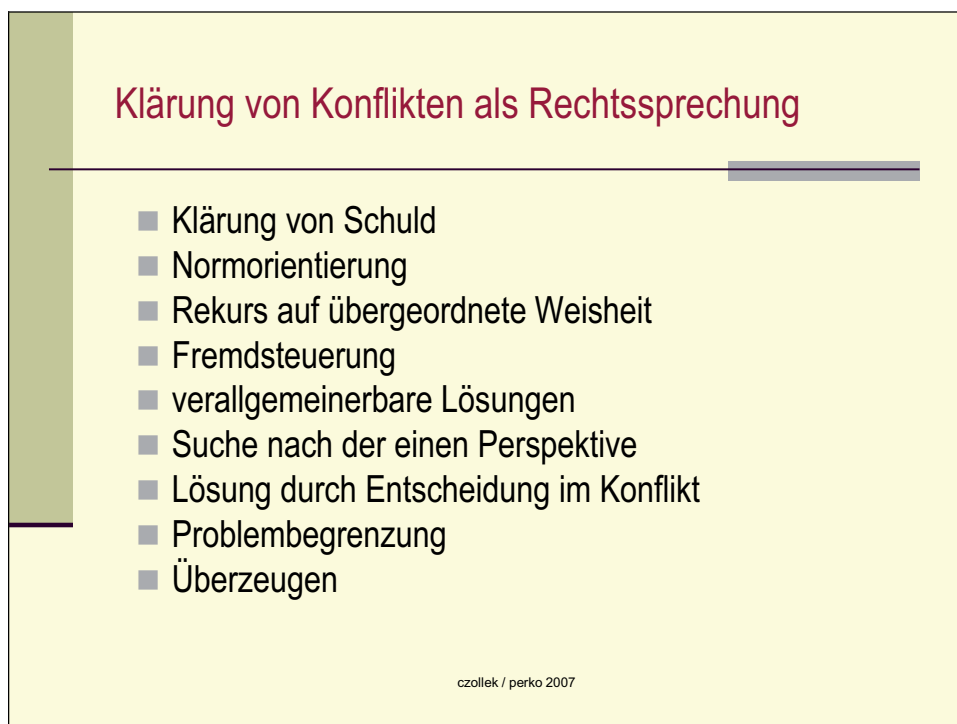 Klärung von Konflikten als Rechtssprechung
Klärung von Schuld
Normorientierung
Rekurs auf übergeordnete Weisheit
Fremdsteuerung
verallgemeinerbare Lösungen
Suche nach der einen Perspektive
Lösung durch Entscheidung im Konflikt
Problembegrenzung
Überzeugen
czollek / perko 2007